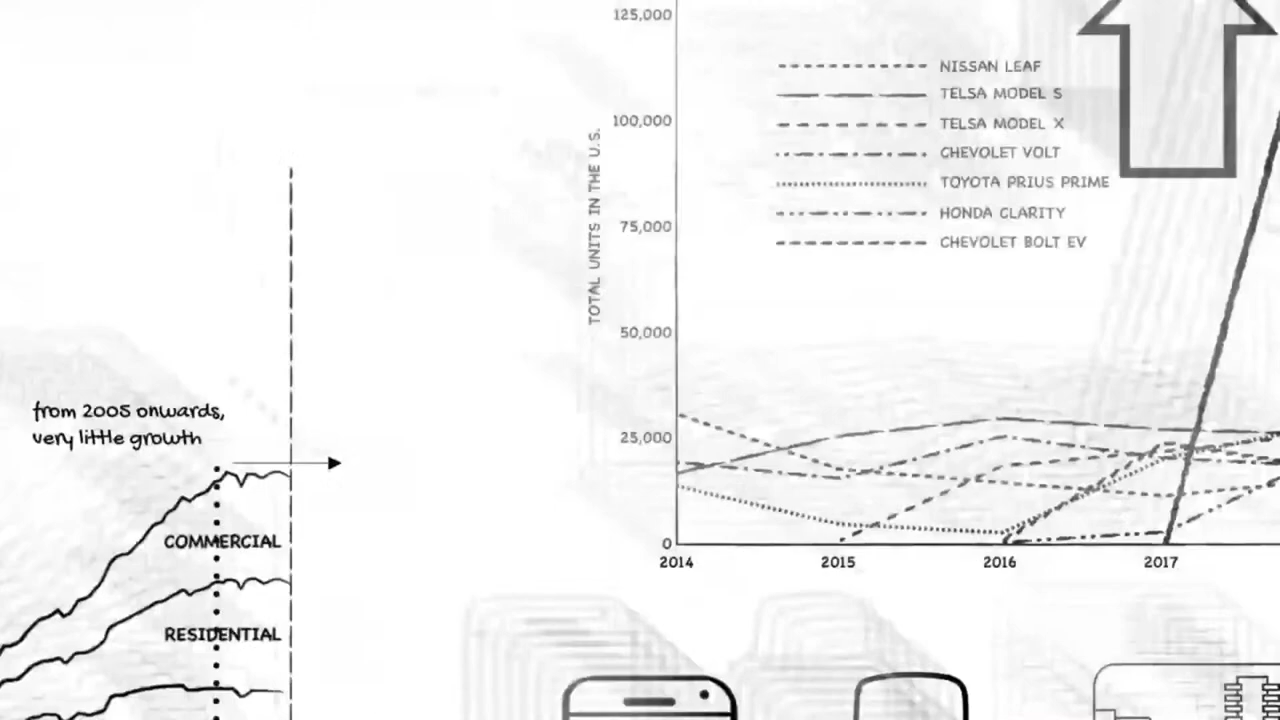 125,000
100,000
75,000
50,000
25,000
0
TOTAL UNITS IN THE U.S.
NISSAN LEAF
TELSA MODEL S
TELSA MODEL X
CHEVOLET VOLT
TOYOTA PRIUS PRIME
HONDA CLARITY
CHEVOLET BOLT EV
2014 2015 2016 2017
from 2005 onwards,
very little growth
COMMERCIAL
RESIDENTIAL